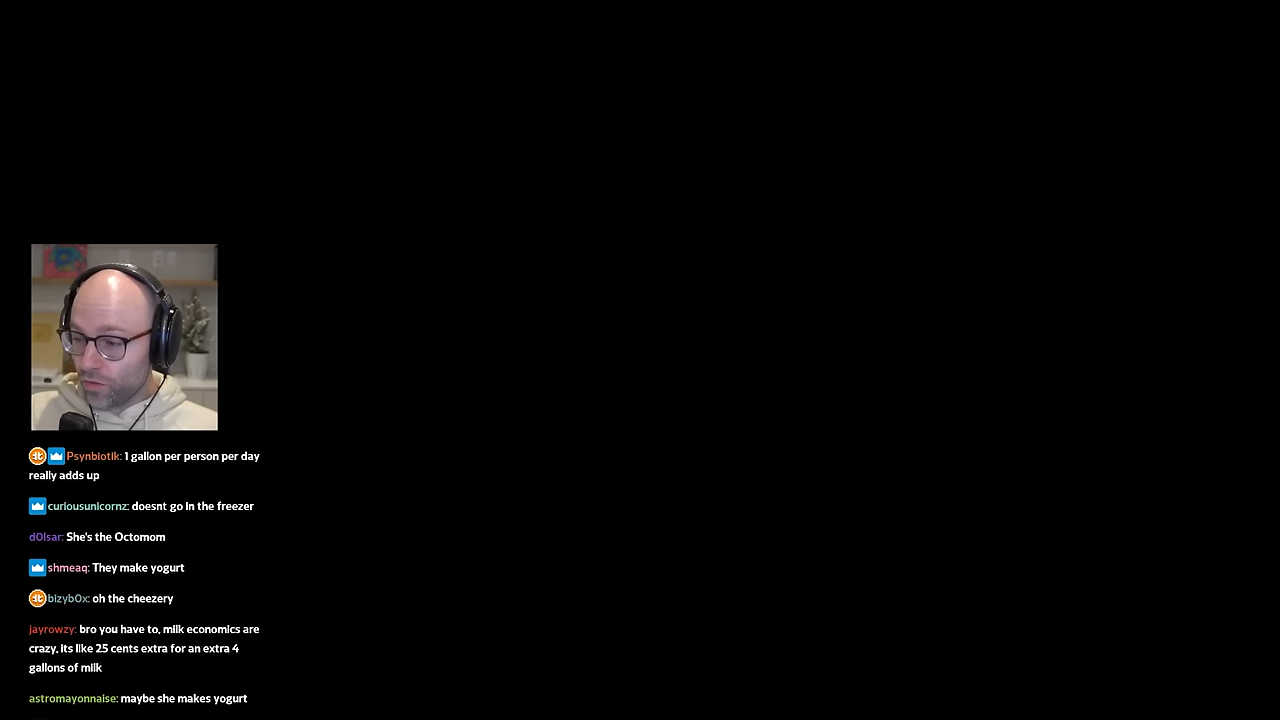 Psynbiotik: 1 gallon per person per day
really adds up
curiousunicornz: doesnt go in the freezer
d0lsar: She's the Octomom
shmeaq: They make yogurt
bizyb0x: oh the cheezery
jayrowzy: bro you have to, milk economics are
crazy, its like 25 cents extra for an extra 4
gallons of milk
astromayonnaise: maybe she makes yogurt